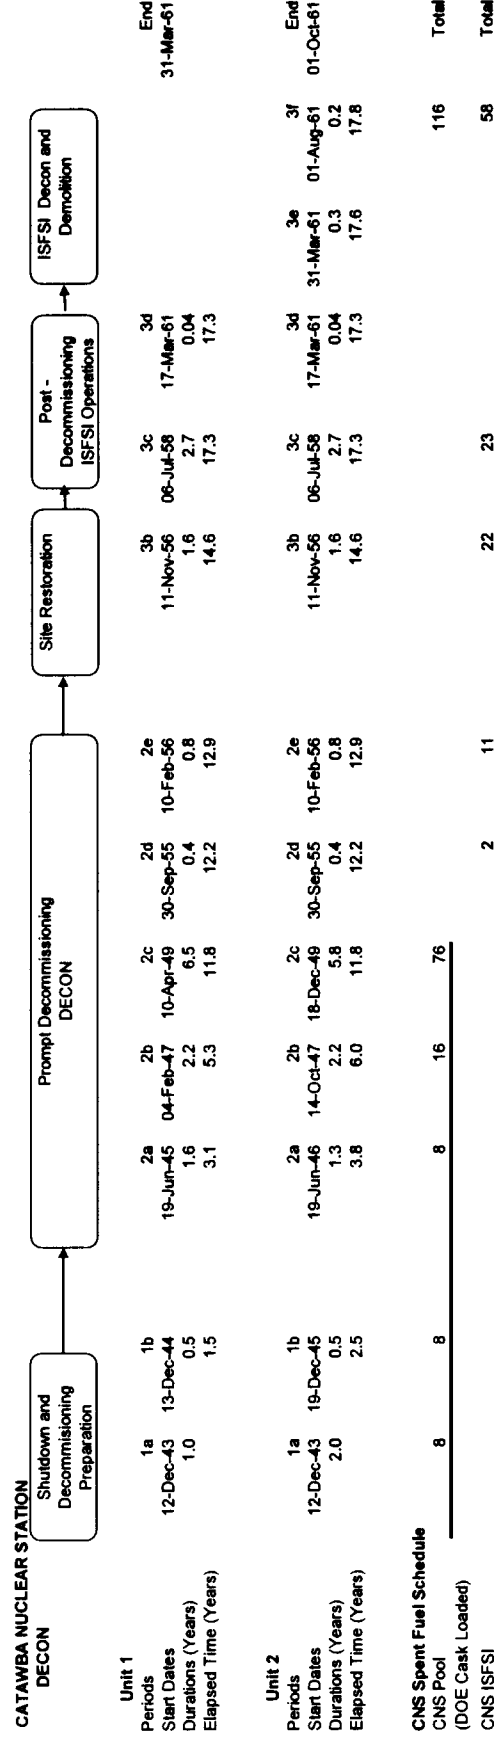 CATAWBA NUCLEAR STATION
DECON
Shutdown and
Decommisioning
Preparation
Prompt Decommissioning
DECON
Site Restoration
Post -
Decommissioning
ISFSI Operations
ISFSI Decon and
Demolition
Unit 1
Periods 1a 1b 2a 2b 2c 2d 2e 3b 3c 3d End
Start Dates 12-Dec-43 13-Dec-44 19-Jun-45 04-Feb-47 10-Apr-49 30-Sep-55 10-Feb-56 11-Nov-56 06-Jul-58 17-Mar-61 31-Mar-61
Durations (Years) 1.0 0.5 1.6 2.2 6.5 0.4 0.8 1.6 2.7 0.04
Elapsed Time (Years) 1.5 3.1 5.3 11.8 12.2 12.9 14.6 17.3 17.3
Unit 2
Periods 1a 1b 2a 2b 2c 2d 2e 3b 3c 3d 3e 3f End
Start Dates 12-Dec-43 19-Dec-45 19-Jun-46 14-Oct-47 18-Dec-49 30-Sep-55 10-Feb-56 11-Nov-56 06-Jul-58 17-Mar-61 31-Mar-61 01-Aug-61 01-Oct-61
Durations (Years) 2.0 0.5 1.3 2.2 5.8 0.4 0.8 1.6 2.7 0.04 0.3 0.2
Elapsed Time (Years) 2.5 3.8 6.0 11.8 12.2 12.9 14.6 17.3 17.3 17.6 17.8
CNS Spent Fuel Schedule
CNS Pool 8 8 8 16 76 116 Total
(DOE Cask Loaded)
CNS ISFSI 2 11 22 23 58 Total